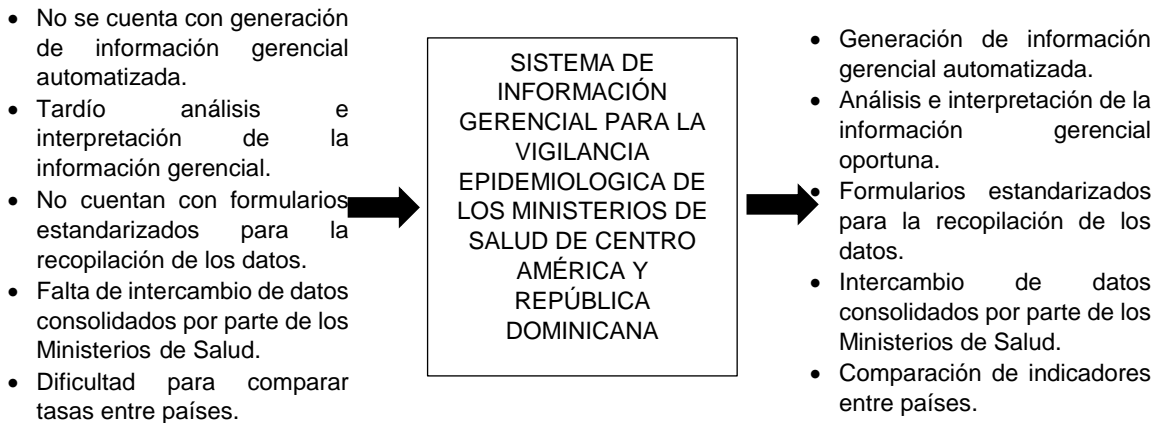 • No se cuenta con generación
de información gerencial
automatizada.
• Tardío análisis e
interpretación de la
información gerencial.
• No cuentan con formularios
estandarizados para la
recopilación de los datos.
• Falta de intercambio de datos
consolidados por parte de los
Ministerios de Salud.
• Dificultad para comparar
tasas entre países.
SISTEMA DE
INFORMACIÓN
GERENCIAL PARA LA
VIGILANCIA
EPIDEMIOLOGICA DE
LOS MINISTERIOS DE
SALUD DE CENTRO
AMÉRICA Y
REPÚBLICA
DOMINICANA
• Generación de información
gerencial automatizada.
• Análisis e interpretación de la
información gerencial
oportuna.
• Formularios estandarizados
para la recopilación de los
datos.
• Intercambio de datos
consolidados por parte de los
Ministerios de Salud.
• Comparación de indicadores
entre países.